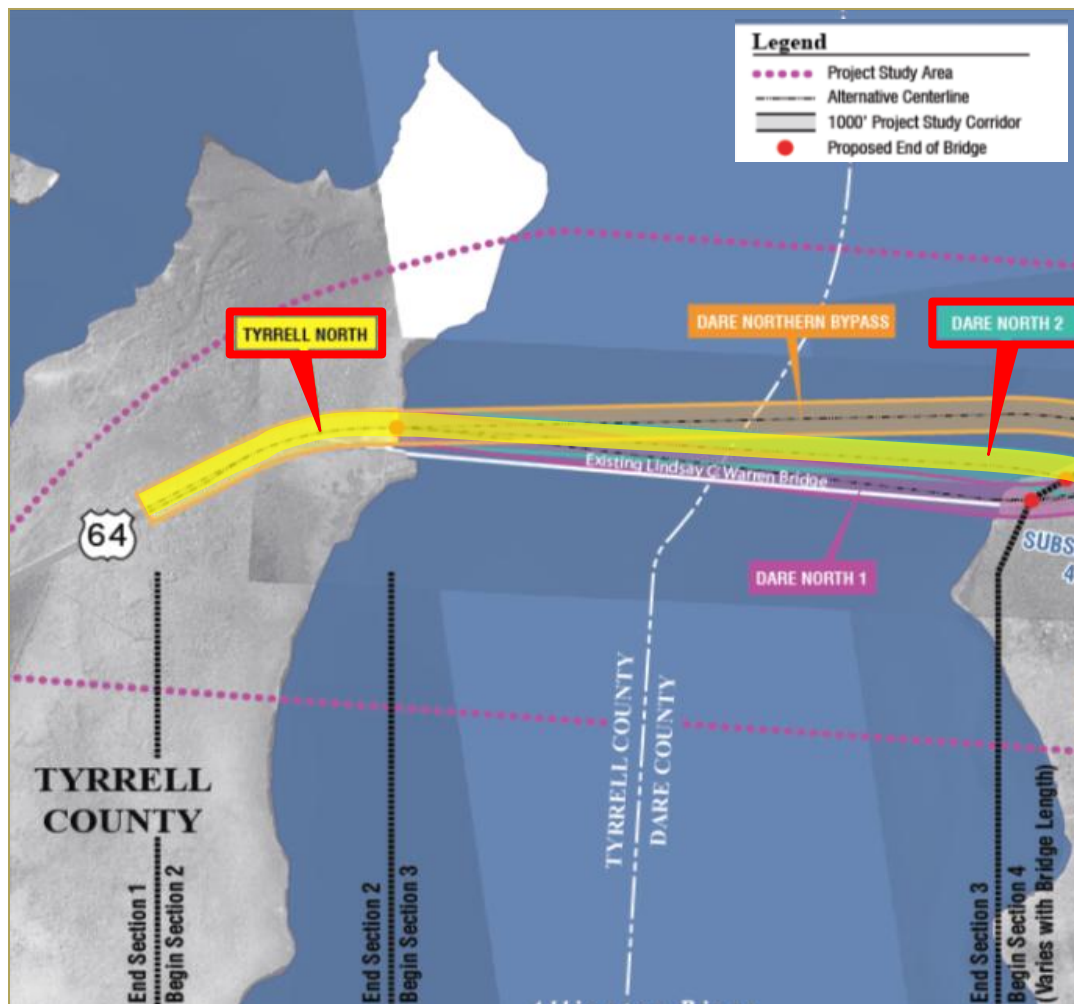 Legend
Project Study Area
Alternative Centerline
1000' Project Study Corridor
Proposed End of Bridge
TYRRELL NORTH
DARE NORTHERN BYPASS
DARE NORTH 2
Existing Lindsay C. Warren Bridge
64
SUBS
4
DARE NORTH 1
TYRRELL COUNTY
DARE COUNTY
TYRRELL
COUNTY
End Section 1
Begin Section 2
End Section 2
Begin Section 3
End Section 3
Begin Section 4
(Varies with Bridge Length)